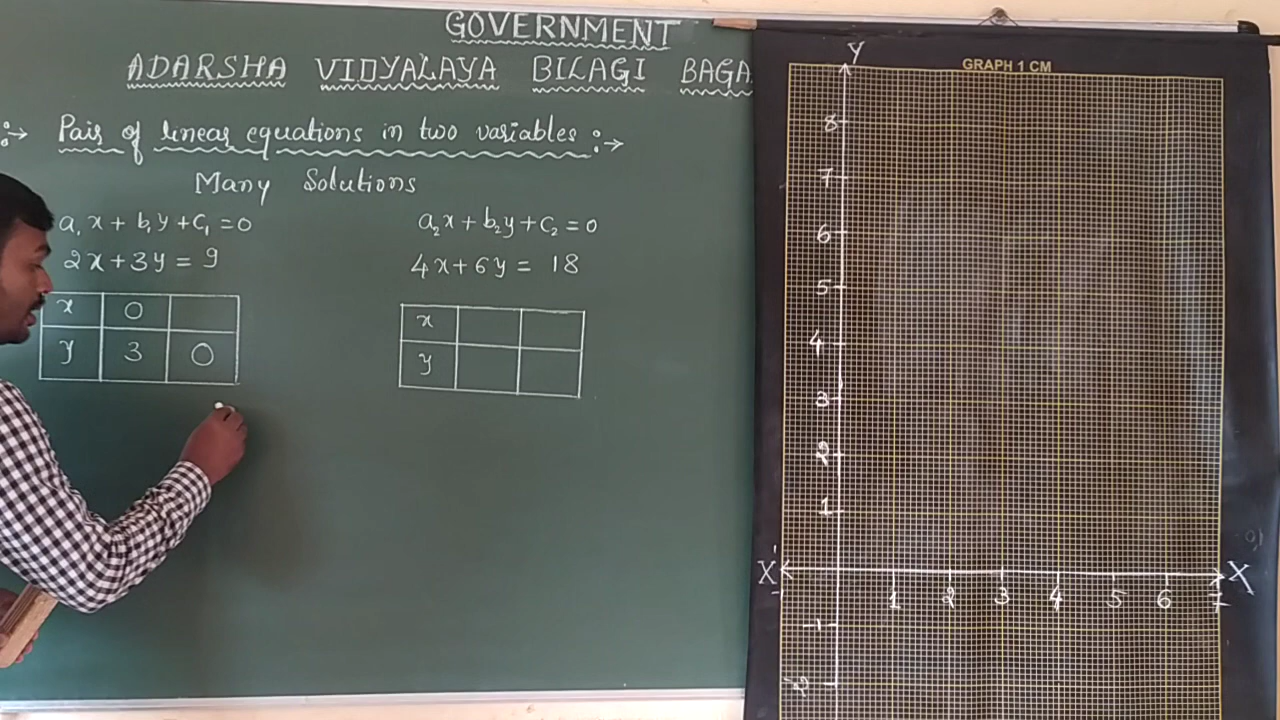 GOVERNMENT
ADARSHA VIDYALAYA BILAGI BAGA
:→ Pair of linear equations in two variables :→
Many Solutions
a₁x + b₁y + c₁ = 0
2x + 3y = 9
x 0
y 3 0
a₂x + b₂y + c₂ = 0
4x + 6y = 18
x
y
GRAPH 1 CM
Y
8
7
6
5
4
3
2
1
X' X
1 2 3 4 5 6 7
-1
-2